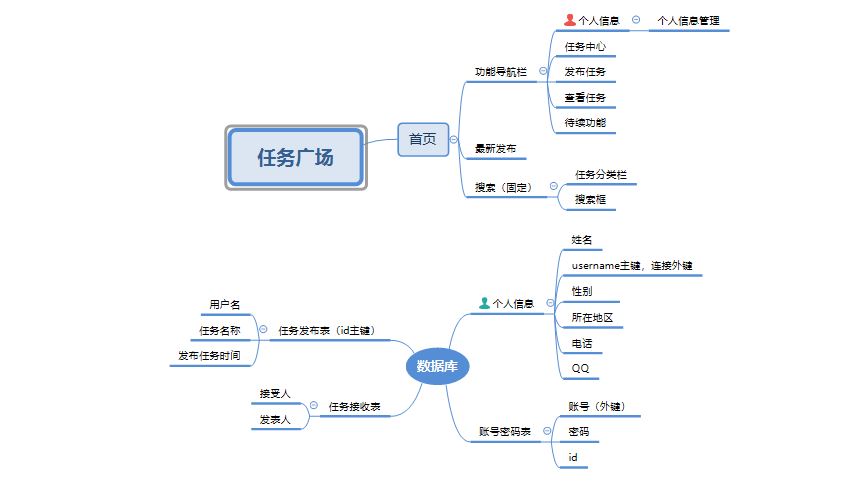 任务广场
首页
功能导航栏
个人信息
个人信息管理
任务中心
发布任务
查看任务
待续功能
最新发布
搜索（固定）
任务分类栏
搜索框
数据库
个人信息
姓名
username主键，连接外键
性别
所在地区
电话
QQ
账号密码表
账号（外键）
密码
id
任务发布表（id主键）
用户名
任务名称
发布任务时间
任务接收表
接受人
发表人